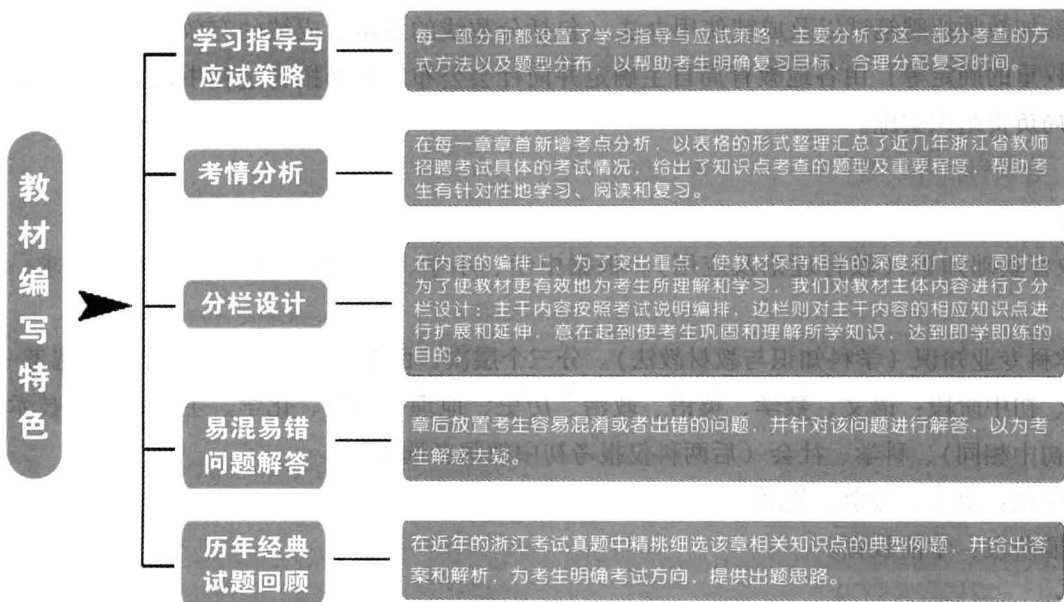 教材编写特色
学习指导与
应试策略
每一部分前都设置了学习指导与应试策略,主要分析了这一部分考查的方
式方法以及题型分布,以帮助考生明确复习目标,合理分配复习时间。
考情分析
在每一章章首新增考点分析,以表格的形式整理汇总了近几年浙江省教师
招聘考试具体的考试情况,给出了知识点考查的题型及重要程度,帮助考
生有针对性地学习、阅读和复习。
分栏设计
在内容的编排上,为了突出重点,使教材保持相当的深度和广度,同时也
为了使教材更有效地为考生所理解和学习,我们对教材主体内容进行了分
栏设计:主干内容按照考试说明编排,边栏则对主干内容的相应知识点进
行扩展和延伸,意在起到使考生巩固和理解所学知识,达到即学即练的
目的。
易混易错
问题解答
章后放置考生容易混淆或者出错的问题,并针对该问题进行解答,以为考
生解惑去疑。
历年经典
试题回顾
在近年的浙江考试真题中精挑细选该章相关知识点的典型例题,并给出答
案和解析,为考生明确考试方向,提供出题思路。